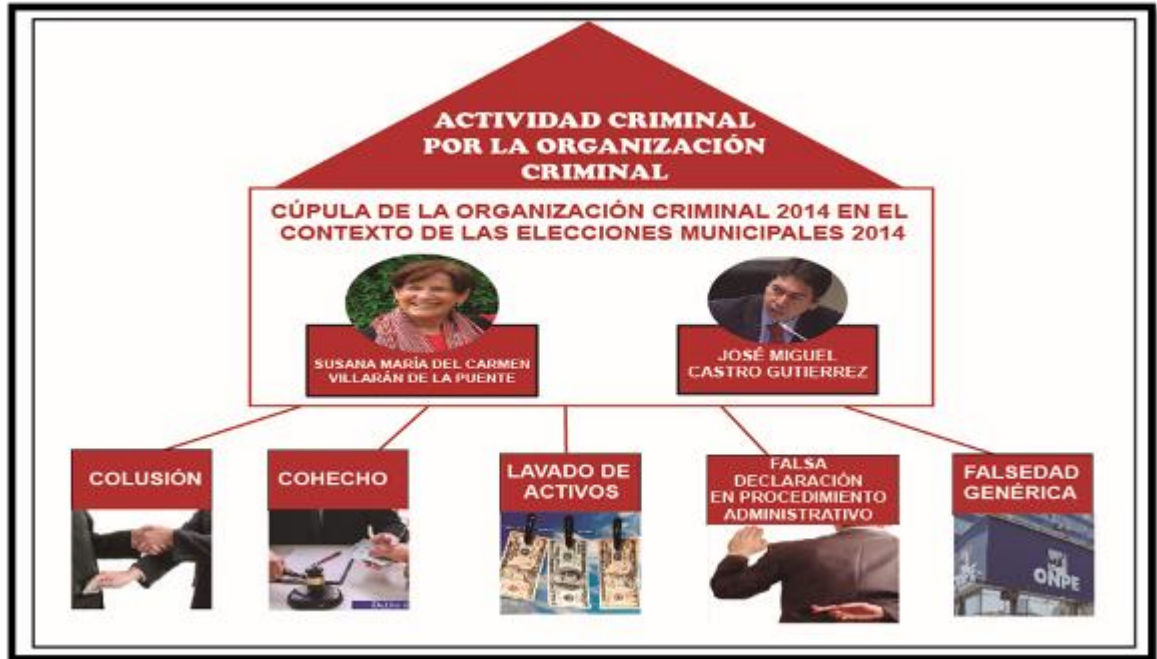 ACTIVIDAD CRIMINAL
POR LA ORGANIZACIÓN
CRIMINAL
CÚPULA DE LA ORGANIZACIÓN CRIMINAL 2014 EN EL
CONTEXTO DE LAS ELECCIONES MUNICIPALES 2014
SUSANA MARÍA DEL CARMEN
VILLARÁN DE LA PUENTE
JOSÉ MIGUEL
CASTRO GUTIERREZ
COLUSIÓN
COHECHO
LAVADO DE
ACTIVOS
FALSA
DECLARACIÓN
EN PROCEDIMIENTO
ADMINISTRATIVO
FALSEDAD
GENÉRICA
ONPE